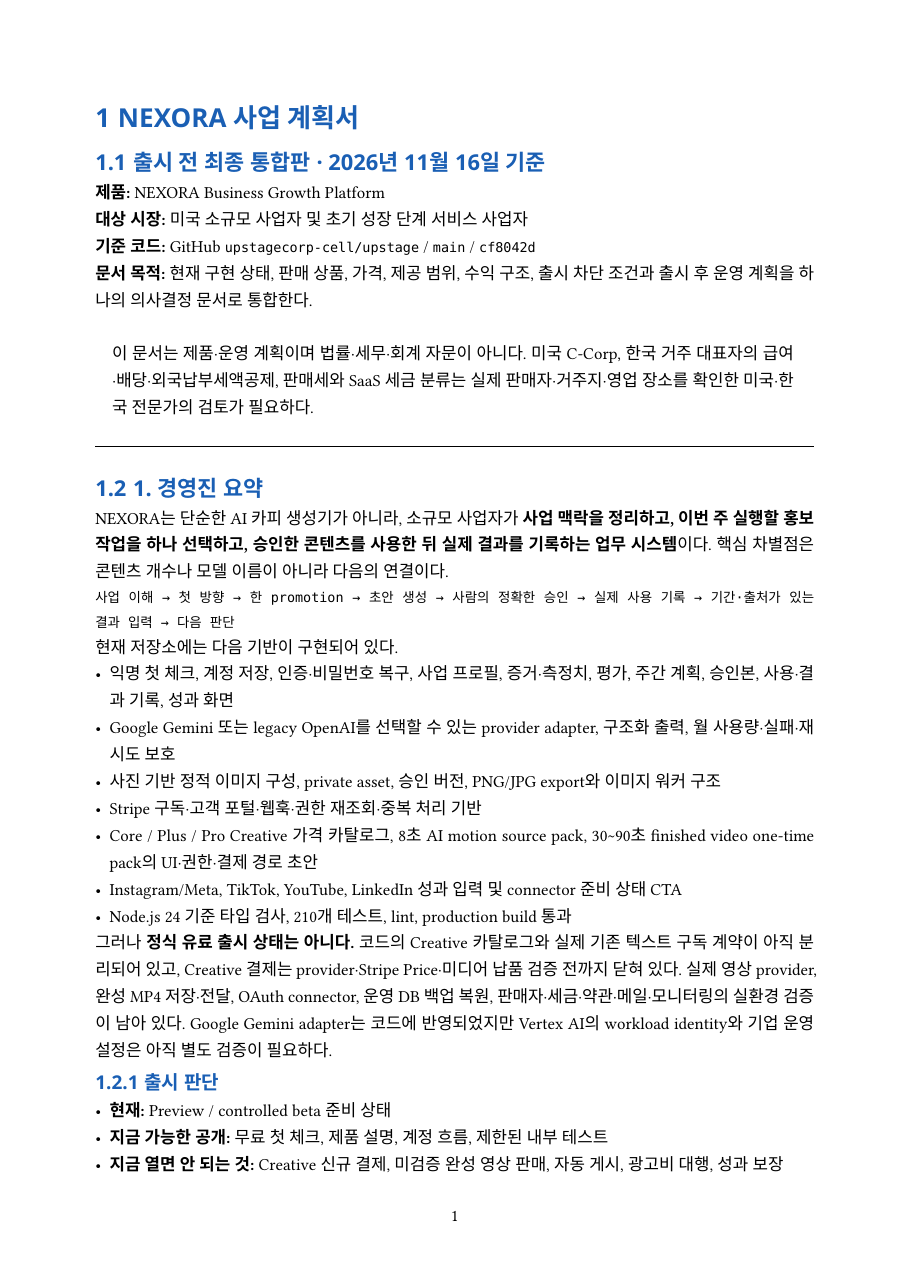 1 NEXORA 사업 계획서
1.1 출시 전 최종 통합판 · 2026년 11월 16일 기준
제품: NEXORA Business Growth Platform
대상 시장: 미국 소규모 사업자 및 초기 성장 단계 서비스 사업자
기준 코드: GitHub upstagecorp-cell/upstage / main / cf8042d
문서 목적: 현재 구현 상태, 판매 상품, 가격, 제공 범위, 수익 구조, 출시 차단 조건과 출시 후 운영 계획을 하
나의 의사결정 문서로 통합한다.
이 문서는 제품·운영 계획이며 법률·세무·회계 자문이 아니다. 미국 C-Corp, 한국 거주 대표자의 급여
·배당·외국납부세액공제, 판매세와 SaaS 세금 분류는 실제 판매자·거주지·영업 장소를 확인한 미국·한
국 전문가의 검토가 필요하다.
1.2 1. 경영진 요약
NEXORA는 단순한 AI 카피 생성기가 아니라, 소규모 사업자가 사업 맥락을 정리하고, 이번 주 실행할 홍보
작업을 하나 선택하고, 승인한 콘텐츠를 사용한 뒤 실제 결과를 기록하는 업무 시스템이다. 핵심 차별점은
콘텐츠 개수나 모델 이름이 아니라 다음의 연결이다.
사업 이해 → 첫 방향 → 한 promotion → 초안 생성 → 사람의 정확한 승인 → 실제 사용 기록 → 기간·출처가 있는
결과 입력 → 다음 판단
현재 저장소에는 다음 기반이 구현되어 있다.
• 익명 첫 체크, 계정 저장, 인증·비밀번호 복구, 사업 프로필, 증거·측정치, 평가, 주간 계획, 승인본, 사용·결
과 기록, 성과 화면
• Google Gemini 또는 legacy OpenAI를 선택할 수 있는 provider adapter, 구조화 출력, 월 사용량·실패·재
시도 보호
• 사진 기반 정적 이미지 구성, private asset, 승인 버전, PNG/JPG export와 이미지 워커 구조
• Stripe 구독·고객 포털·웹훅·권한 재조회·중복 처리 기반
• Core / Plus / Pro Creative 가격 카탈로그, 8초 AI motion source pack, 30~90초 finished video one-time
pack의 UI·권한·결제 경로 초안
• Instagram/Meta, TikTok, YouTube, LinkedIn 성과 입력 및 connector 준비 상태 CTA
• Node.js 24 기준 타입 검사, 210개 테스트, lint, production build 통과
그러나 정식 유료 출시 상태는 아니다. 코드의 Creative 카탈로그와 실제 기존 텍스트 구독 계약이 아직 분
리되어 있고, Creative 결제는 provider·Stripe Price·미디어 납품 검증 전까지 닫혀 있다. 실제 영상 provider,
완성 MP4 저장·전달, OAuth connector, 운영 DB 백업 복원, 판매자·세금·약관·메일·모니터링의 실환경 검증
이 남아 있다. Google Gemini adapter는 코드에 반영되었지만 Vertex AI의 workload identity와 기업 운영
설정은 아직 별도 검증이 필요하다.
1.2.1 출시 판단
• 현재: Preview / controlled beta 준비 상태
• 지금 가능한 공개: 무료 첫 체크, 제품 설명, 계정 흐름, 제한된 내부 테스트
• 지금 열면 안 되는 것: Creative 신규 결제, 미검증 완성 영상 판매, 자동 게시, 광고비 대행, 성과 보장
1